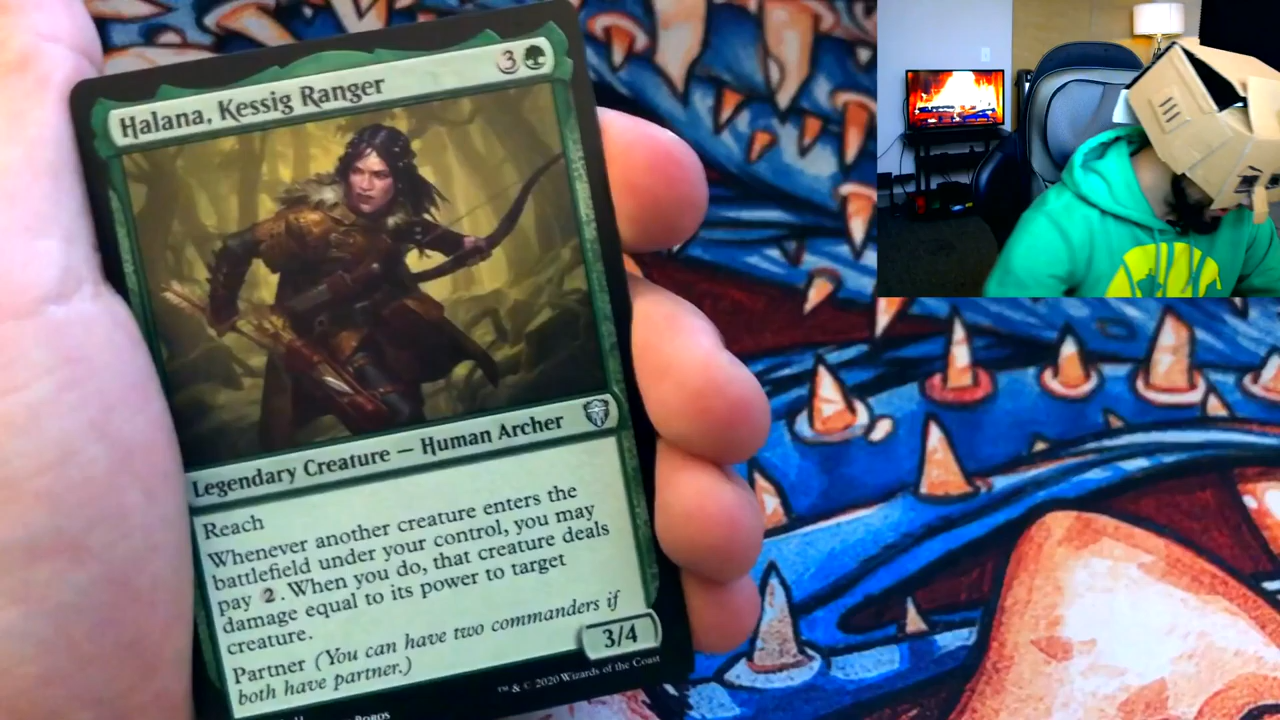 Halana, Kessig Ranger
3
Legendary Creature — Human Archer
Reach
Whenever another creature enters the
battlefield under your control, you may
pay 2. When you do, that creature deals
damage equal to its power to target
creature.
Partner (You can have two commanders if
both have partner.)
3/4
™ & © 2020 Wizards of the Coast